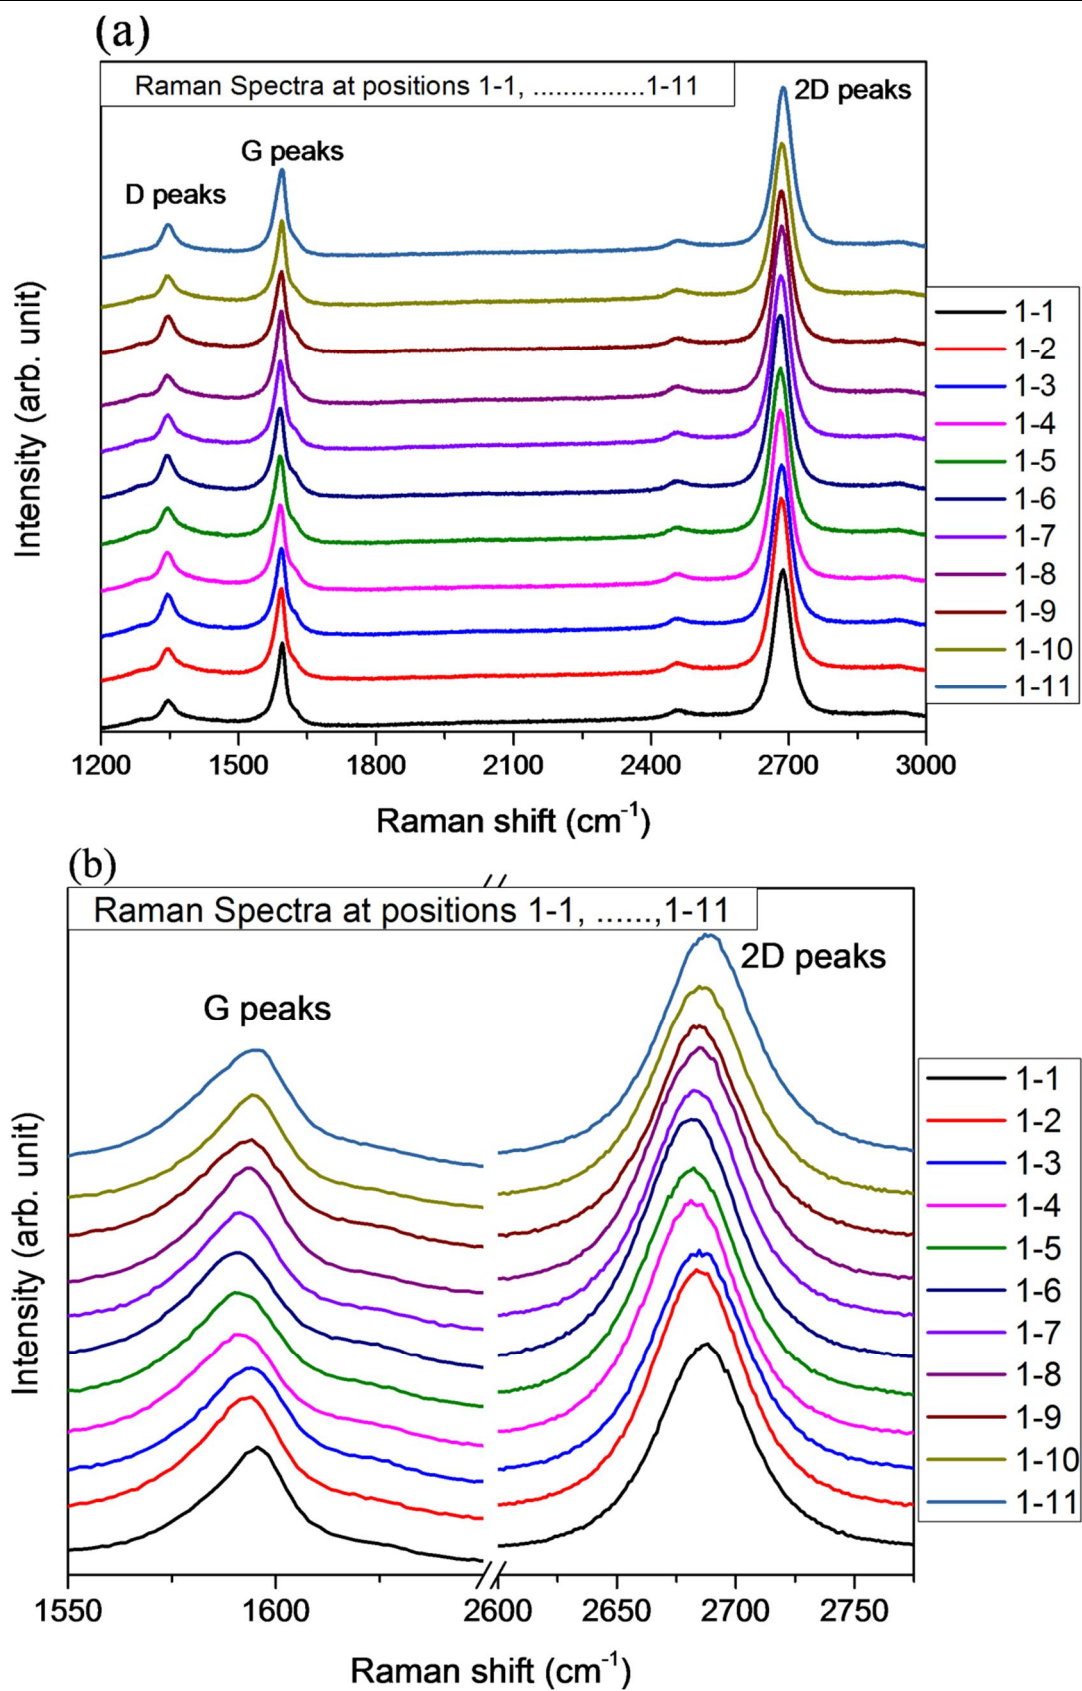 (a)
Raman Spectra at positions 1-1, ...............1-11
2D peaks
G peaks
D peaks
Intensity (arb. unit)
1-1
1-2
1-3
1-4
1-5
1-6
1-7
1-8
1-9
1-10
1-11
1200 1500 1800 2100 2400 2700 3000
Raman shift (cm⁻¹)
(b)
Raman Spectra at positions 1-1, ......,1-11
2D peaks
G peaks
Intensity (arb. unit)
1-1
1-2
1-3
1-4
1-5
1-6
1-7
1-8
1-9
1-10
1-11
1550 1600 2600 2650 2700 2750
Raman shift (cm⁻¹)